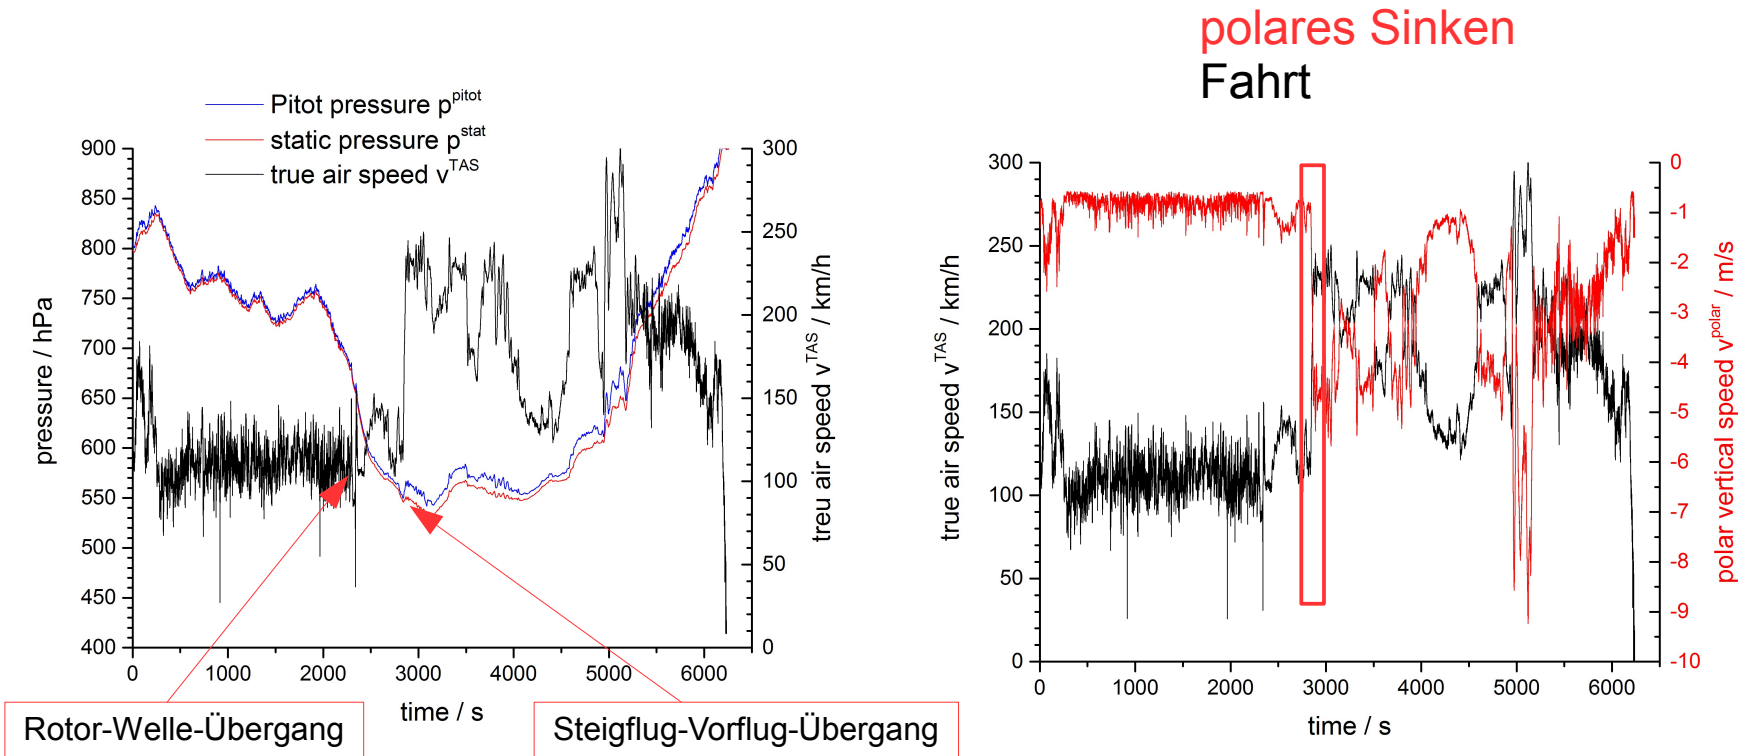 polares Sinken
Fahrt
Pitot pressure p^pitot
static pressure p^stat
true air speed v^TAS
900
850
800
750
700
650
600
550
500
450
400
pressure / hPa
300
250
200
150
100
50
0
treu air speed v^TAS / km/h
0 1000 2000 3000 4000 5000 6000
time / s
Rotor-Welle-Übergang
Steigflug-Vorflug-Übergang
300
250
200
150
100
50
0
true air speed v^TAS / km/h
0
-1
-2
-3
-4
-5
-6
-7
-8
-9
-10
polar vertical speed v^polar / m/s
0 1000 2000 3000 4000 5000 6000
time / s